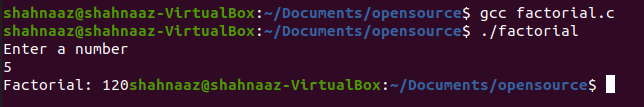 shahnaaz@shahnaaz-VirtualBox:~/Documents/opensource$ gcc factorial.c
shahnaaz@shahnaaz-VirtualBox:~/Documents/opensource$ ./factorial
Enter a number
5
Factorial: 120shahnaaz@shahnaaz-VirtualBox:~/Documents/opensource$